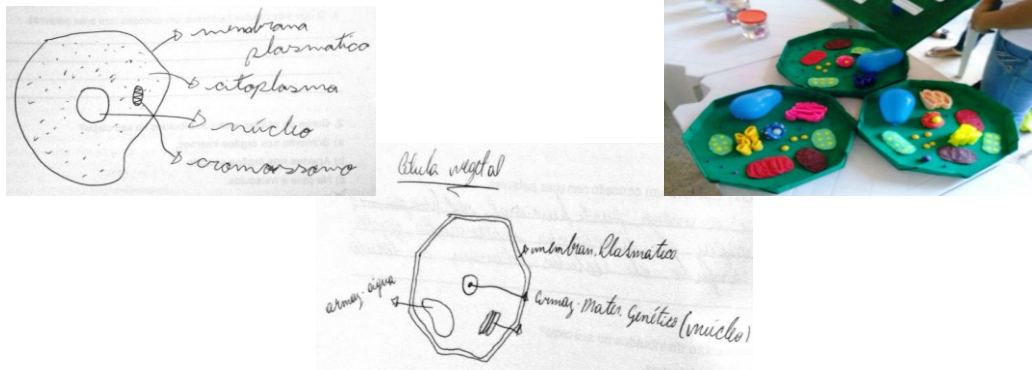 membrana
plasmatica
citoplasma
núcleo
cromossomo
Célula vegetal
membran. Plasmatica
armaz. água
armaz. Mater. Genético (núcleo)